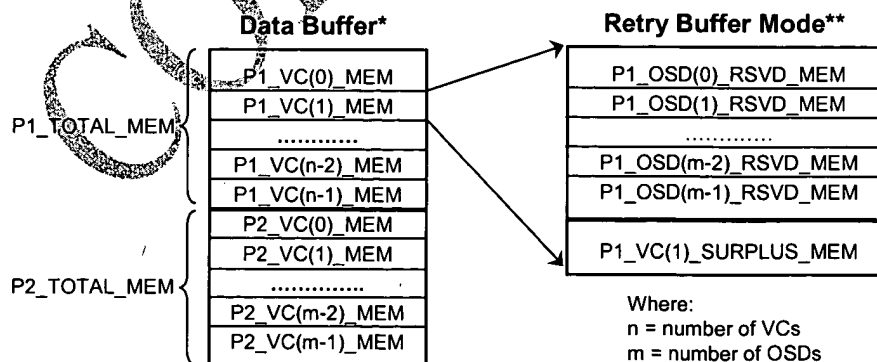 Data Buffer*
P1_VC(0)_MEM
P1_VC(1)_MEM
.............
P1_VC(n-2)_MEM
P1_VC(n-1)_MEM
P2_VC(0)_MEM
P2_VC(1)_MEM
..............
P2_VC(m-2)_MEM
P2_VC(m-1)_MEM
P1_TOTAL_MEM
P2_TOTAL_MEM
Retry Buffer Mode**
P1_OSD(0)_RSVD_MEM
P1_OSD(1)_RSVD_MEM
.............
P1_OSD(m-2)_RSVD_MEM
P1_OSD(m-1)_RSVD_MEM
P1_VC(1)_SURPLUS_MEM
Where:
n = number of VCs
m = number of OSDs